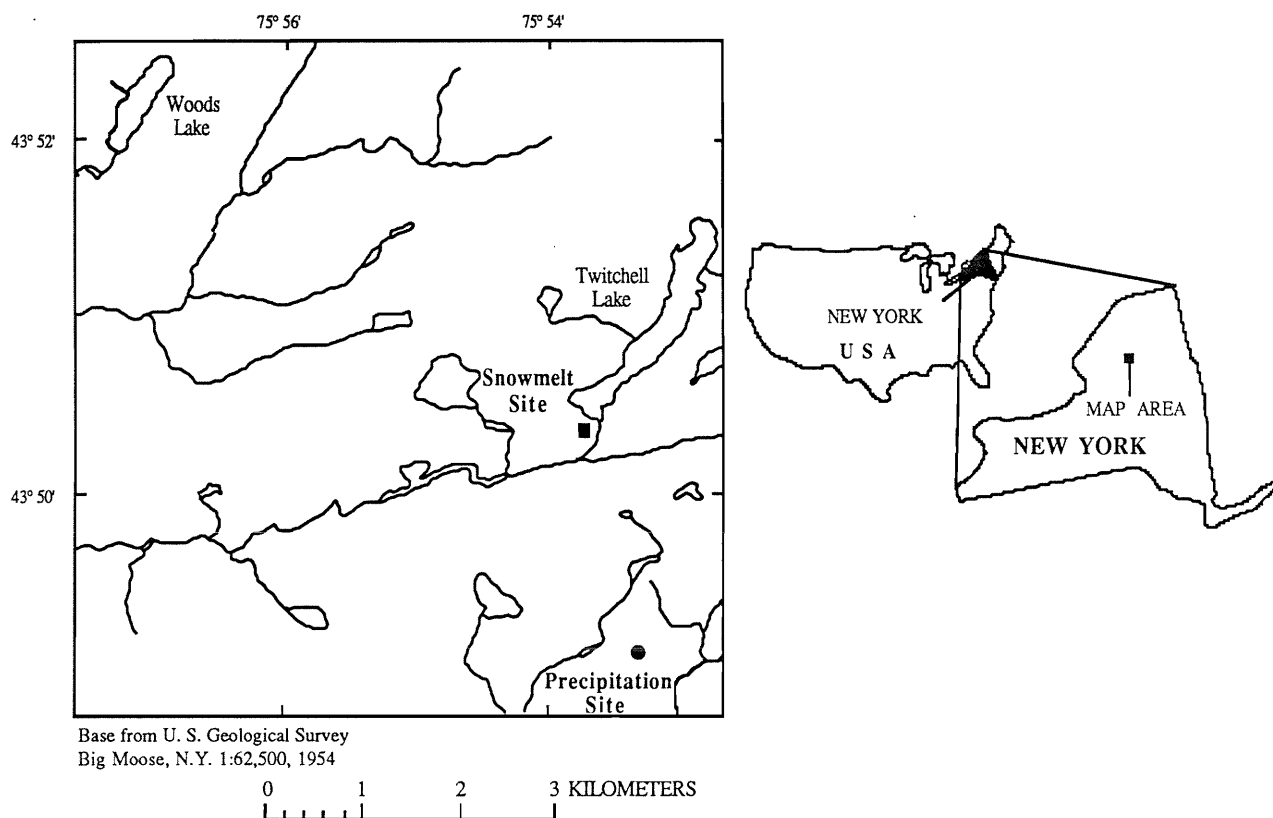 75° 56'
75° 54'
Woods
Lake
43° 52'
Twitchell
Lake
NEW YORK
U S A
Snowmelt
Site
MAP AREA
NEW YORK
43° 50'
Precipitation
Site
Base from U. S. Geological Survey
Big Moose, N.Y. 1:62,500, 1954
0 1 2 3 KILOMETERS